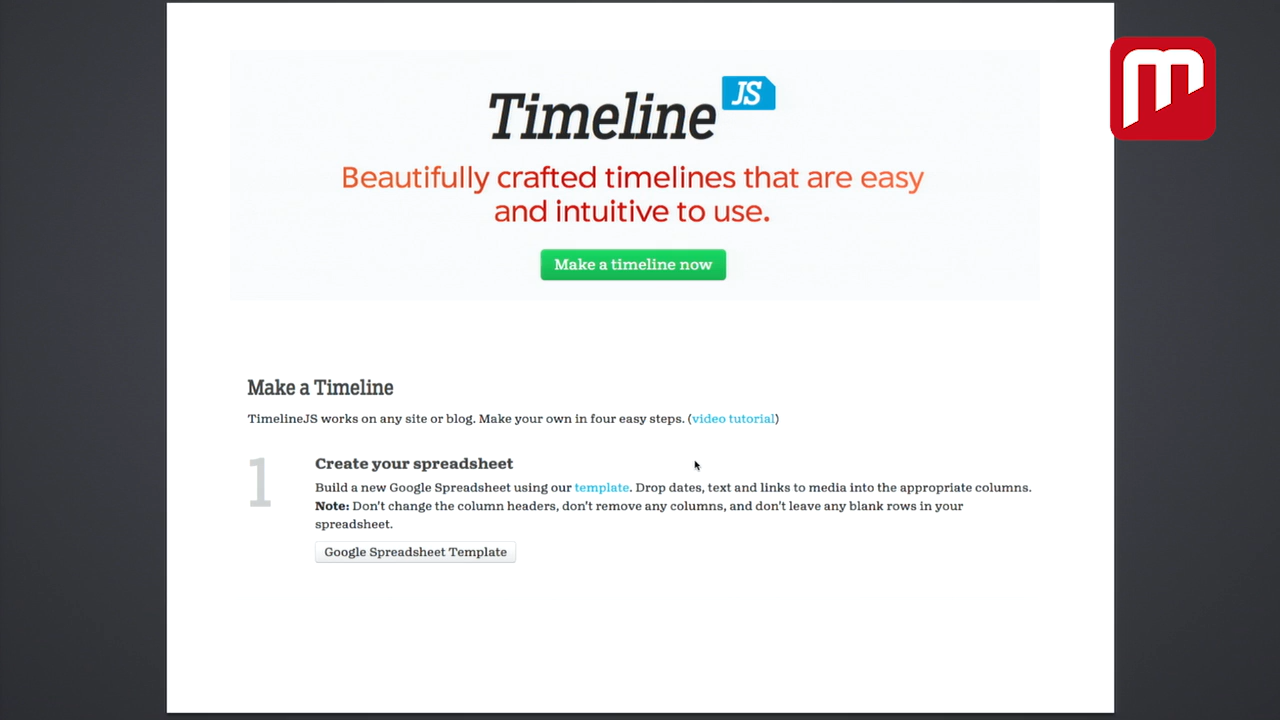 Timeline JS
Beautifully crafted timelines that are easy
and intuitive to use.
Make a timeline now
Make a Timeline
TimelineJS works on any site or blog. Make your own in four easy steps. (video tutorial)
1
Create your spreadsheet
Build a new Google Spreadsheet using our template. Drop dates, text and links to media into the appropriate columns.
Note: Don't change the column headers, don't remove any columns, and don't leave any blank rows in your
spreadsheet.
Google Spreadsheet Template